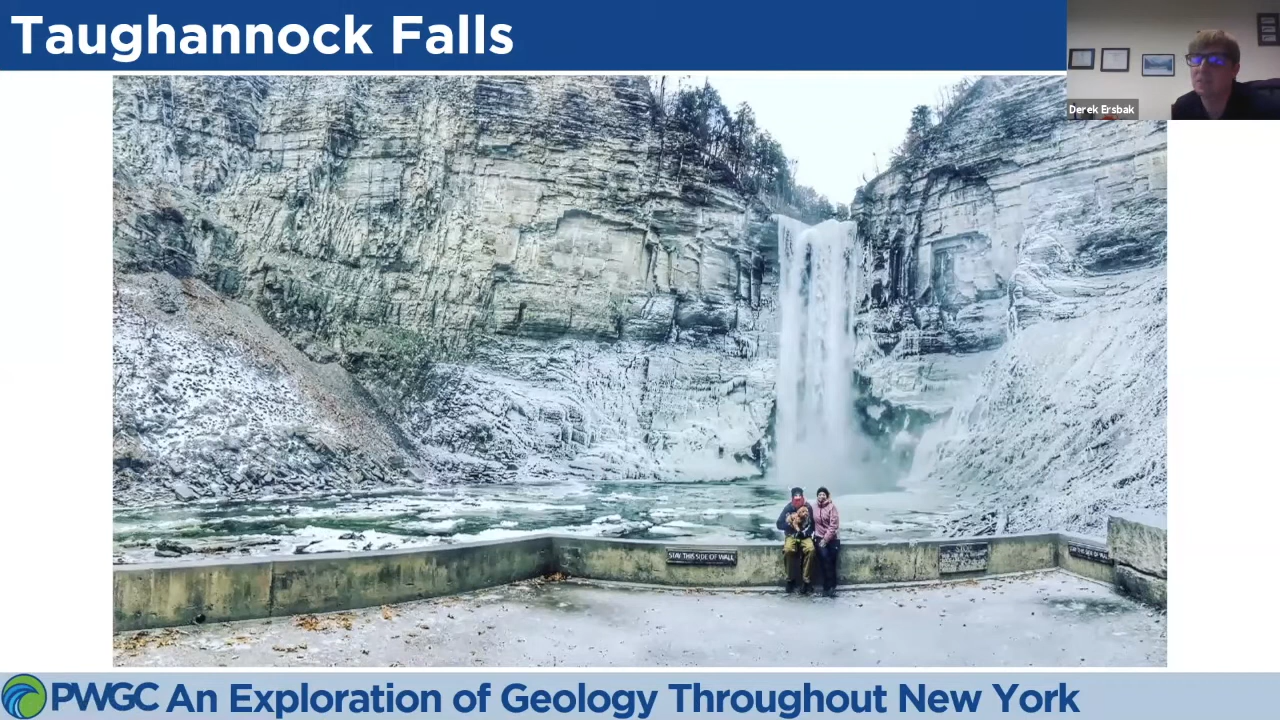 Taughannock Falls
Derek Ersbak
STAY THIS SIDE OF WALL
PWGC An Exploration of Geology Throughout New York